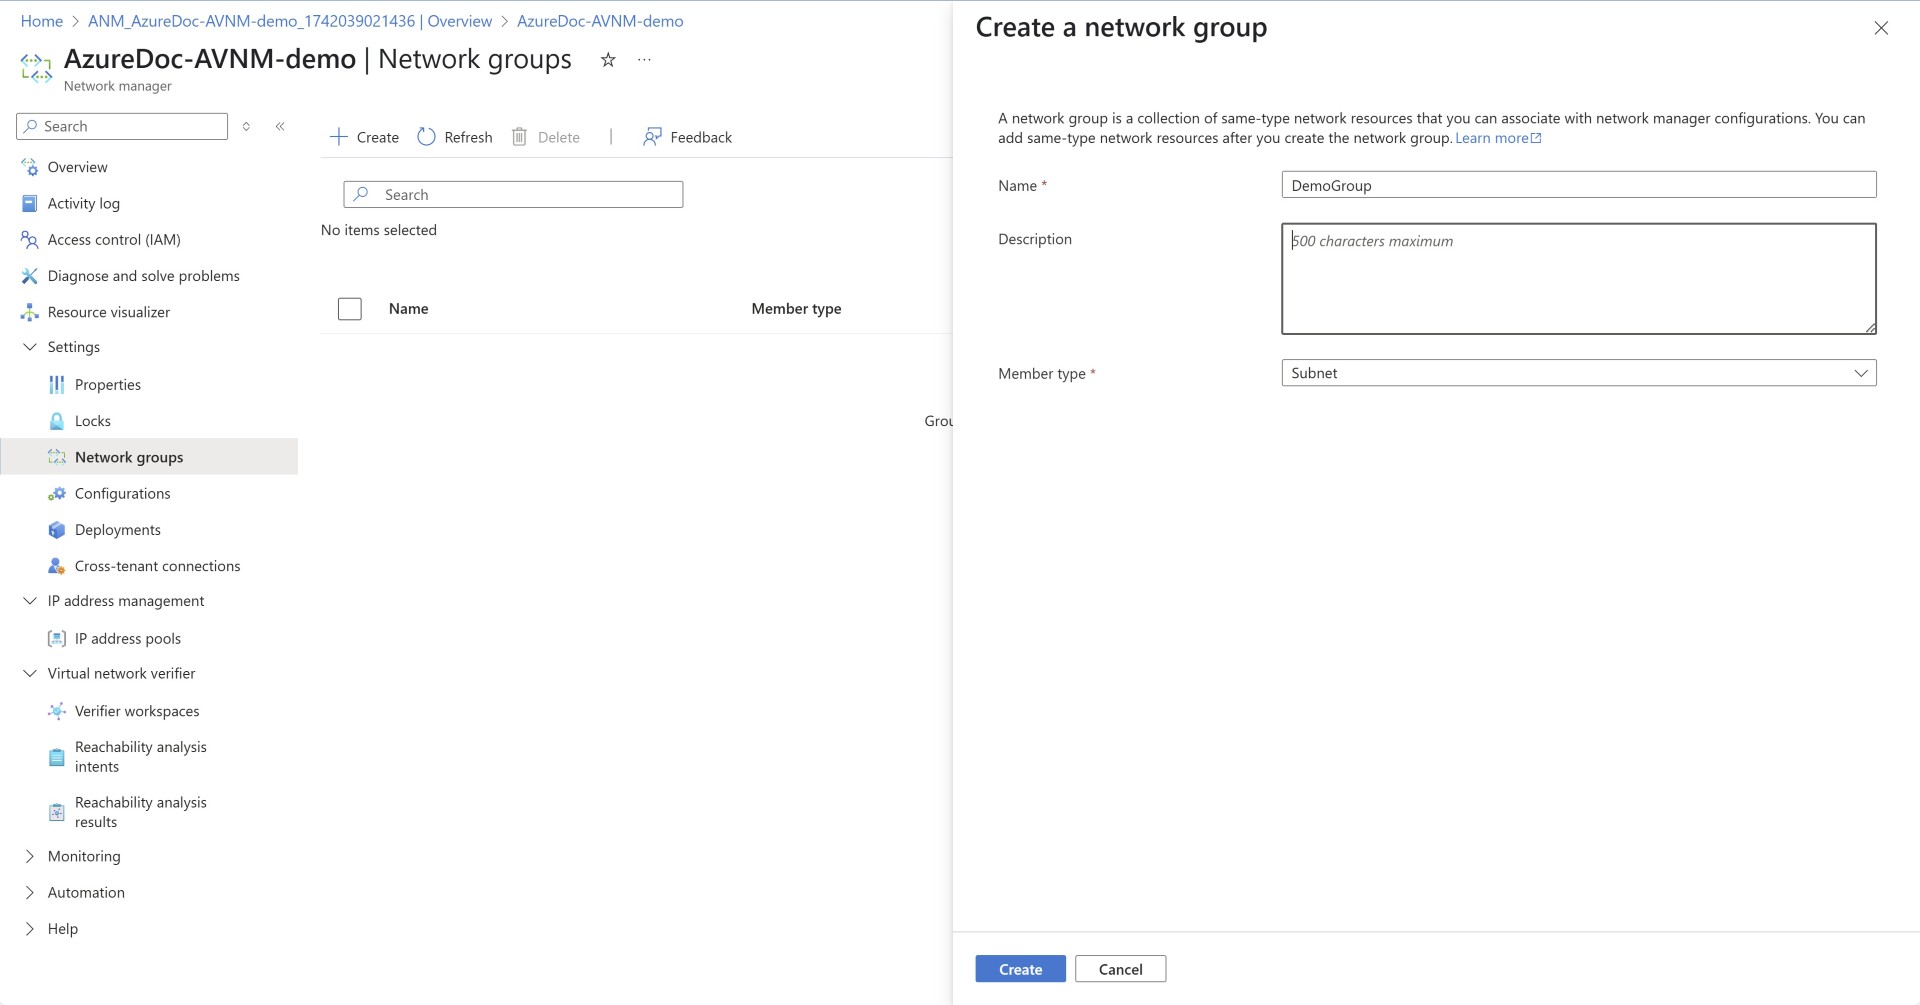 Home > ANM_AzureDoc-AVNM-demo_1742039021436 | Overview > AzureDoc-AVNM-demo
AzureDoc-AVNM-demo | Network groups
Network manager
Search
Overview
Activity log
Access control (IAM)
Diagnose and solve problems
Resource visualizer
Settings
Properties
Locks
Network groups
Configurations
Deployments
Cross-tenant connections
IP address management
IP address pools
Virtual network verifier
Verifier workspaces
Reachability analysis
intents
Reachability analysis
results
Monitoring
Automation
Help
Create Refresh Delete | Feedback
Search
No items selected
Name Member type
Grou
Create a network group
A network group is a collection of same-type network resources that you can associate with network manager configurations. You can
add same-type network resources after you create the network group. Learn more
Name * DemoGroup
Description 500 characters maximum
Member type * Subnet
Create Cancel